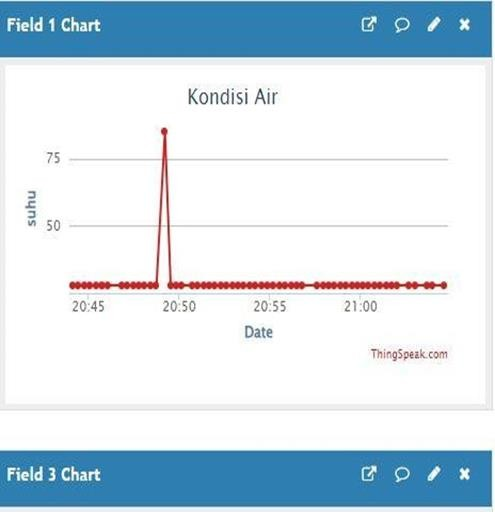 Field 1 Chart
Kondisi Air
75
50
suhu
20:45 20:50 20:55 21:00
Date
ThingSpeak.com
Field 3 Chart